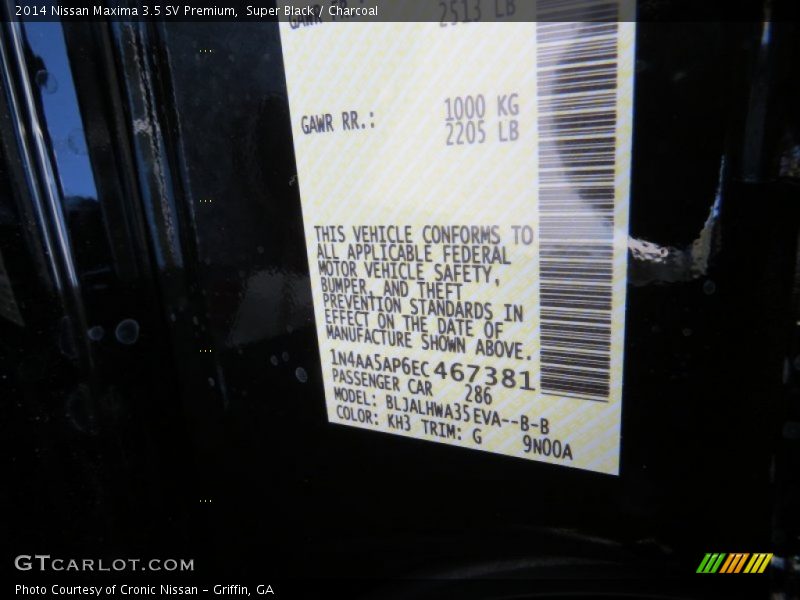 2014 Nissan Maxima 3.5 SV Premium, Super Black / Charcoal
2513 LB
GAWR RR.: 1000 KG
2205 LB
THIS VEHICLE CONFORMS TO
ALL APPLICABLE FEDERAL
MOTOR VEHICLE SAFETY,
BUMPER, AND THEFT
PREVENTION STANDARDS IN
EFFECT ON THE DATE OF
MANUFACTURE SHOWN ABOVE.
1N4AA5AP6EC467381
PASSENGER CAR 286
MODEL: BLJALHWA35EVA--B-B
COLOR: KH3 TRIM: G 9N00A
GTCARLOT.COM
Photo Courtesy of Cronic Nissan - Griffin, GA